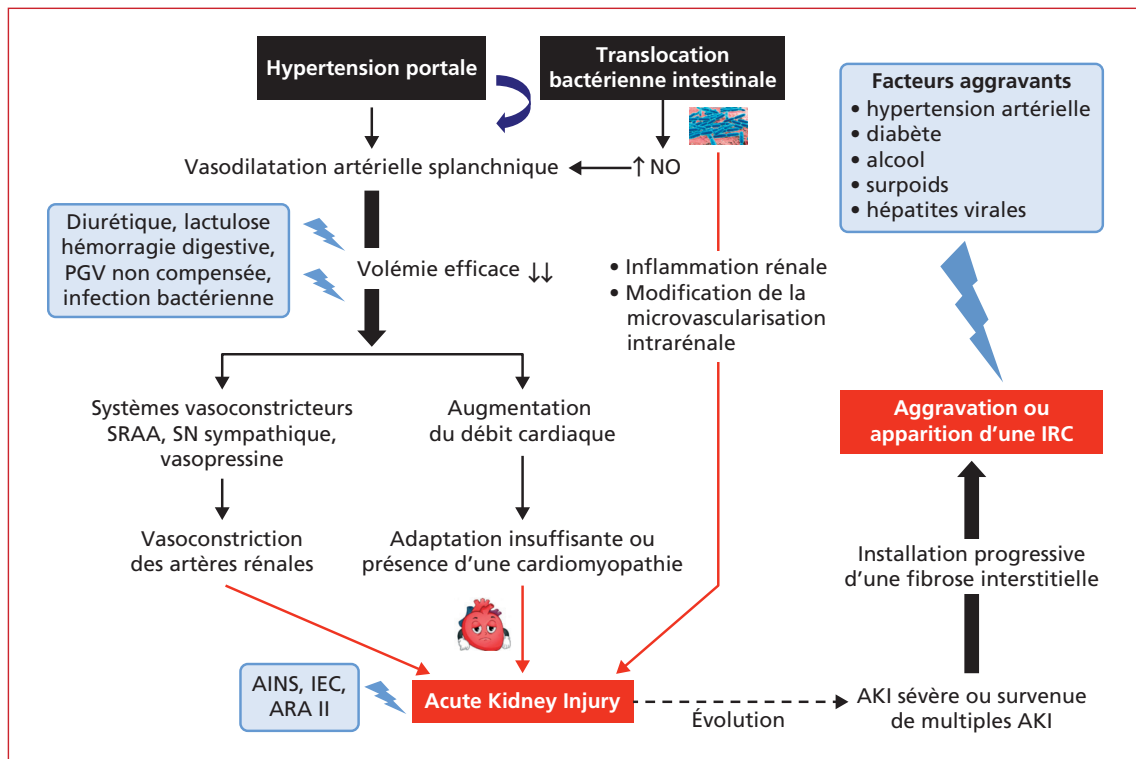 Hypertension portale
Translocation
bactérienne intestinale
Facteurs aggravants
• hypertension artérielle
• diabète
• alcool
• surpoids
• hépatites virales
Vasodilatation artérielle splanchnique
↑ NO
Diurétique, lactulose
hémorragie digestive,
PGV non compensée,
infection bactérienne
Volémie efficace ↓↓
• Inflammation rénale
• Modification de la
microvascularisation
intrarénale
Systèmes vasoconstricteurs
SRAA, SN sympathique,
vasopressine
Augmentation
du débit cardiaque
Aggravation ou
apparition d’une IRC
Vasoconstriction
des artères rénales
Adaptation insuffisante ou
présence d’une cardiomyopathie
Installation progressive
d’une fibrose interstitielle
AINS, IEC,
ARA II
Acute Kidney Injury
Évolution
AKI sévère ou survenue
de multiples AKI